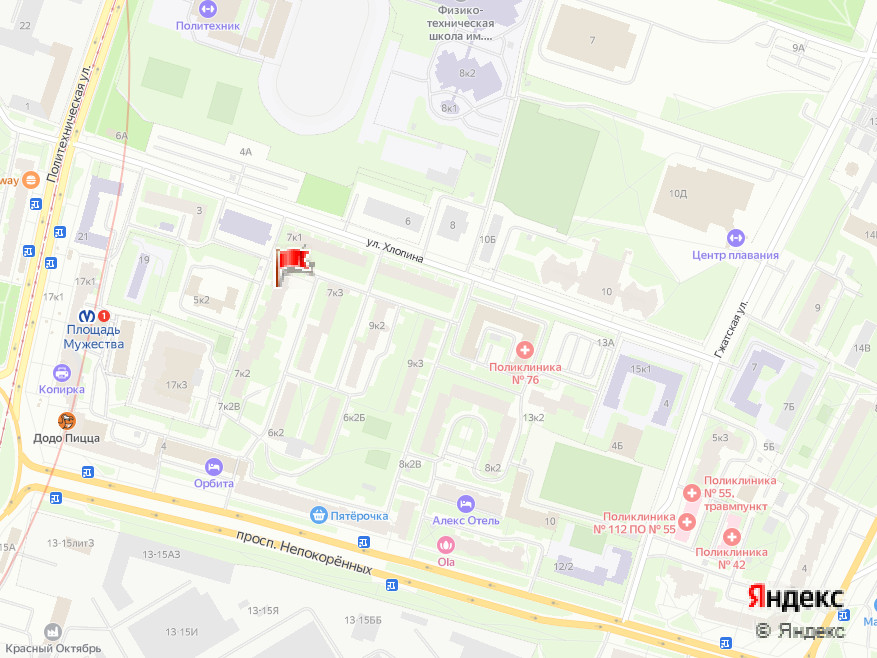 22
Политехник
Физико-
техническая
школа им....
7
9А
8к2
8к1
1
6А
Политехническая ул.
4А
way
3
6
8
10Б
10Д
Центр плавания
14Б
21
19
7к1
ул. Хлопина
17к1
17к1
5к2
7к3
9к2
10
9
1
Площадь
Мужества
Гжатская ул.
13А
14В
Поликлиника
№ 76
9к3
15к1
7
4
7Б
Копирка
17к3
7к2
7к2В
6к2Б
6к2
13к2
Додо Пицца
4
4Б
5к3
8к2В
8к2
Орбита
Поликлиника
№ 55,
травмпункт
Пятёрочка
Алекс Отель
10
Поликлиника
№ 112 ПО № 55
Поликлиника
№ 42
просп. Непокорённых
Ola
12/2
4
15А
13-15литЗ
13-15АЗ
13-15Я
13-15ББ
13-15И
Красный Октябрь
Яндекс
© Яндекс